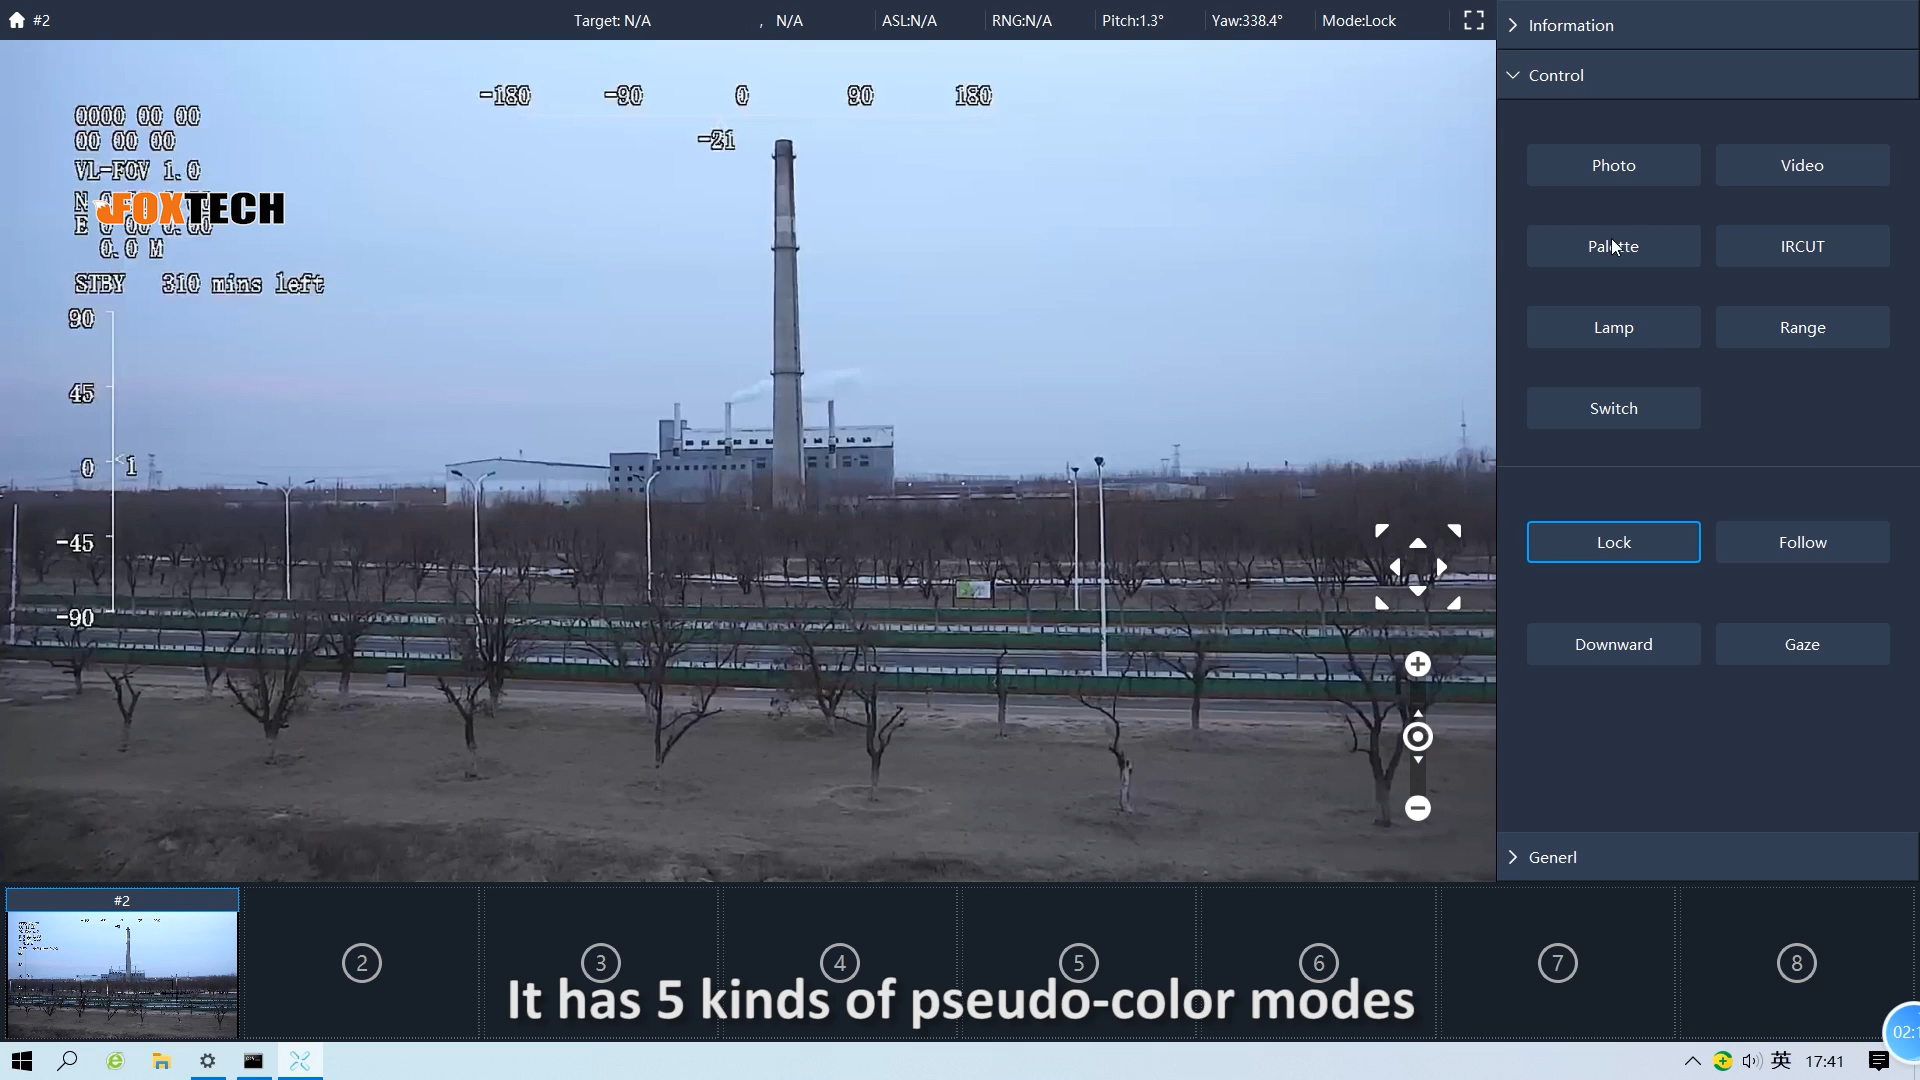 #2
Target: N/A , N/A ASL:N/A RNG:N/A Pitch:1.3° Yaw:338.4° Mode:Lock
Information
Control
Photo
Video
Palette
IRCUT
Lamp
Range
Switch
Lock
Follow
Downward
Gaze
Generl
-180 -90 0 90 180
-21
0000 00 00
00 00 00
VL-FOV 1.0
FOXTECH
0.0 M
STBY 310 mins left
90
45
0 <1
-45
-90
#2
2
3
4
5
6
7
8
It has 5 kinds of pseudo-color modes
英
17:41